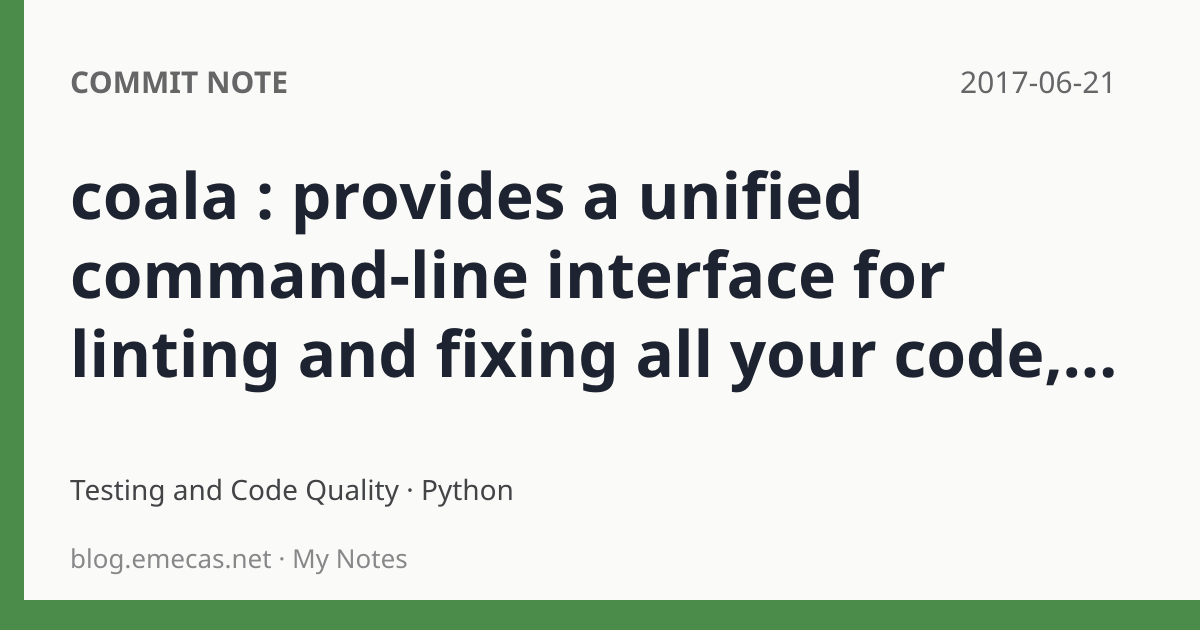 COMMIT NOTE
2017-06-21
coala : provides a unified
command-line interface for
linting and fixing all your code,...
Testing and Code Quality · Python
blog.emecas.net · My Notes